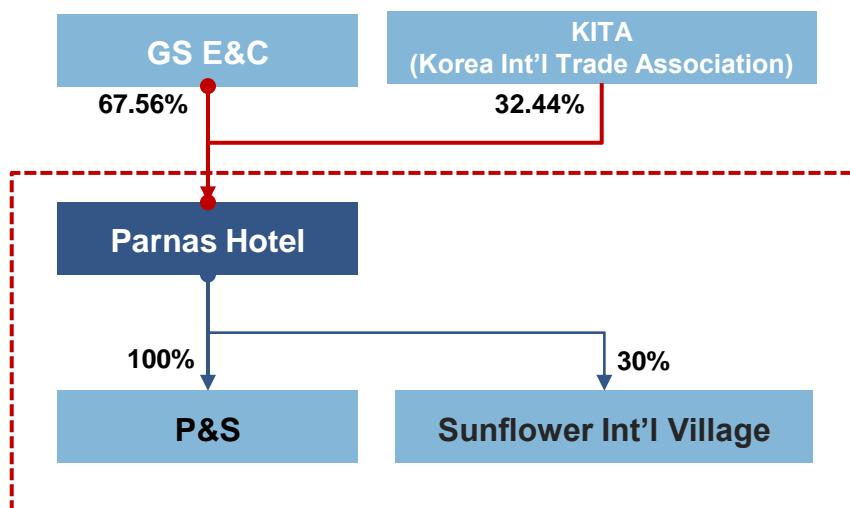 GS E&C
KITA
(Korea Int'l Trade Association)
67.56%
32.44%
Parnas Hotel
100%
30%
P&S
Sunflower Int'l Village